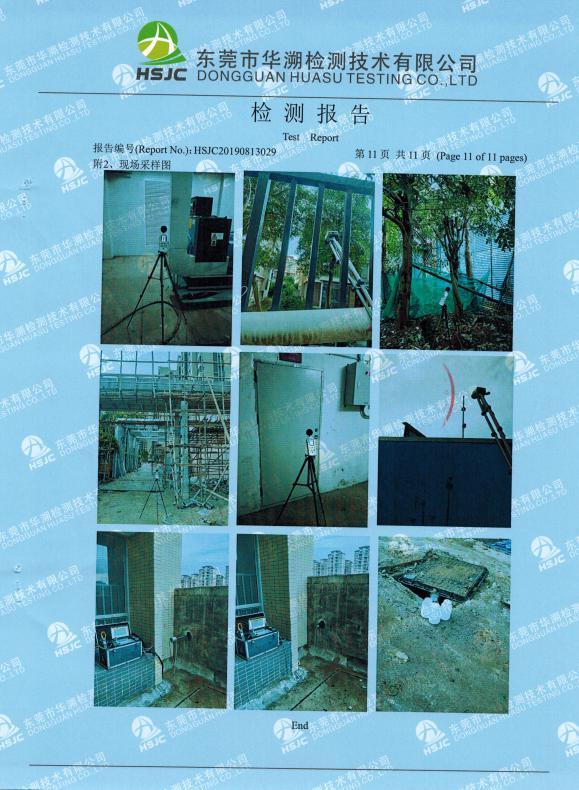 HSJC
东莞市华溯检测技术有限公司
DONGGUAN HUASU TESTING CO.,LTD
检 测 报 告
Test Report
报告编号(Report No.): HSJC20190813029
第 11 页 共 11 页 (Page 11 of 11 pages)
附2、现场采样图
End